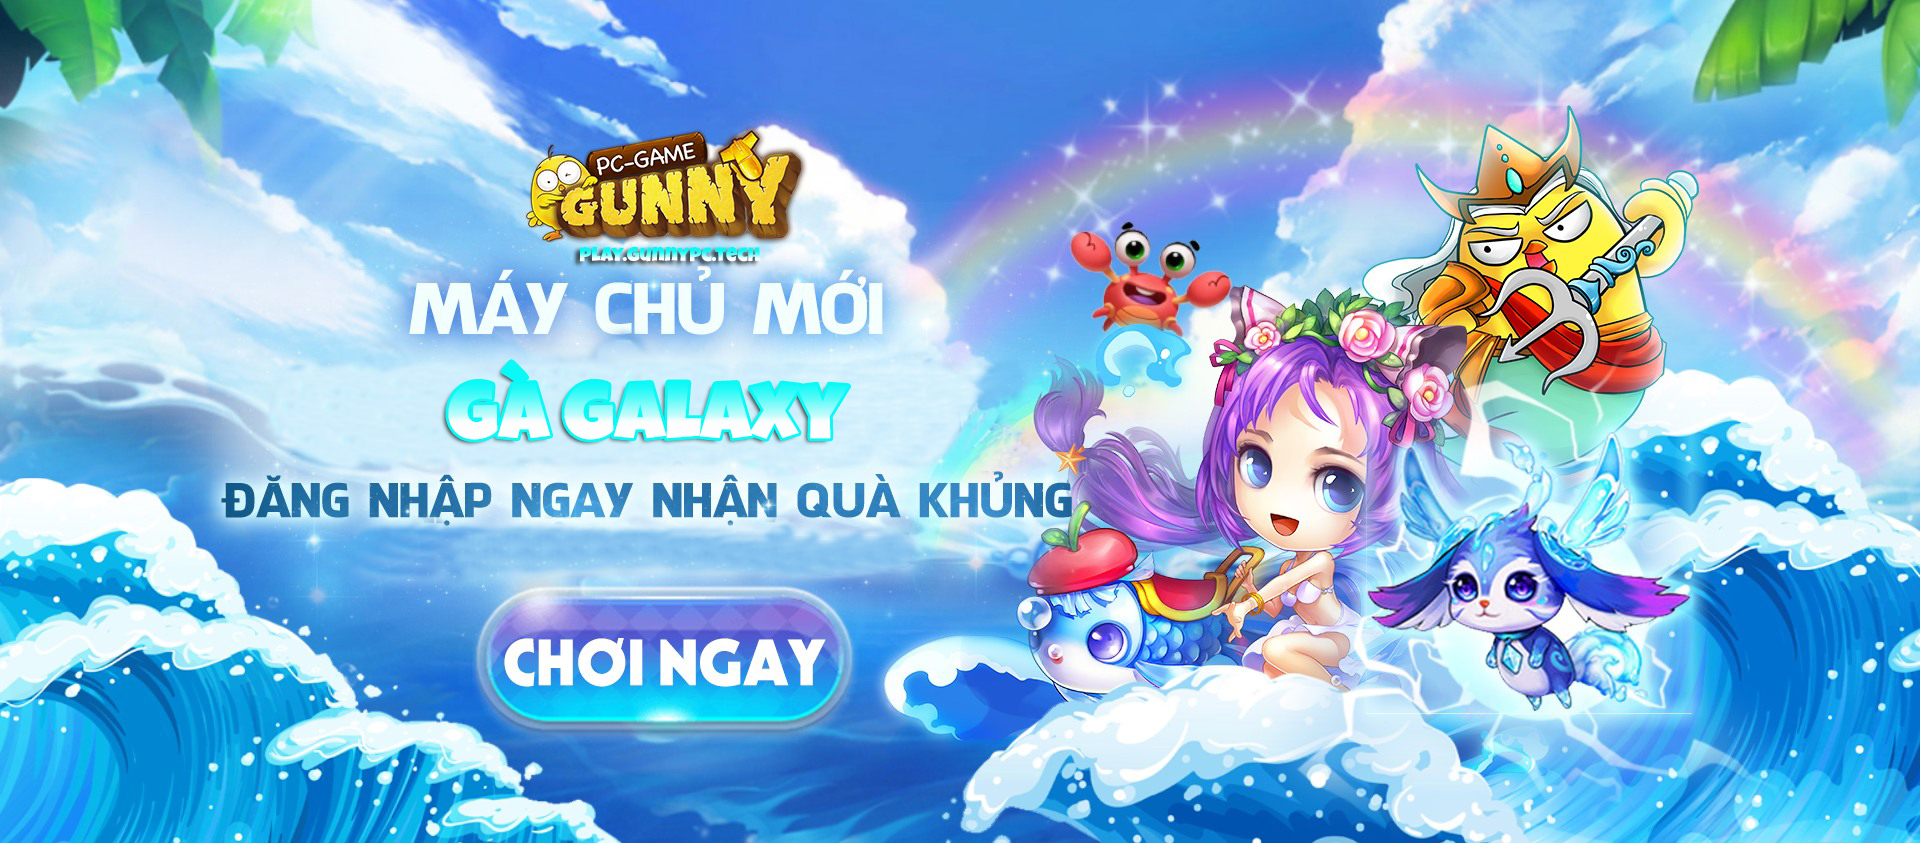 PC-GAME
GUNNY
PLAY.GUNNYPC.TECH
MÁY CHỦ MỚI
GÀ GALAXY
ĐĂNG NHẬP NGAY NHẬN QUÀ KHỦNG
CHƠI NGAY